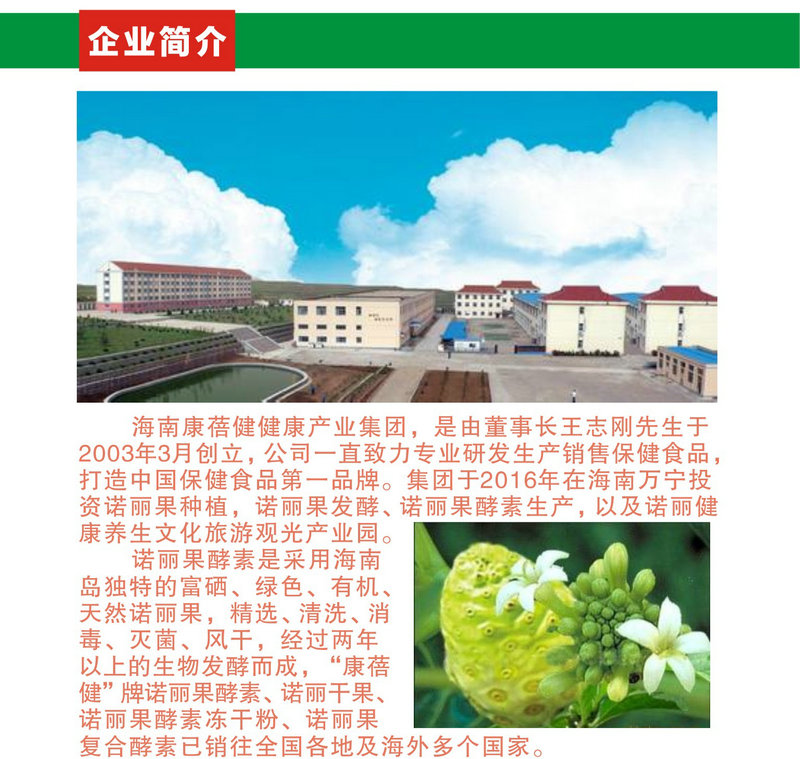 企业简介
海南康蓓健健康产业集团，是由董事长王志刚先生于
2003年3月创立，公司一直致力专业研发生产销售保健食品，
打造中国保健食品第一品牌。集团于2016年在海南万宁投
资诺丽果种植，诺丽果发酵、诺丽果酵素生产，以及诺丽健
康养生文化旅游观光产业园。
诺丽果酵素是采用海南
岛独特的富硒、绿色、有机、
天然诺丽果，精选、清洗、消
毒、灭菌、风干，经过两年
以上的生物发酵而成，“康蓓
健”牌诺丽果酵素、诺丽干果、
诺丽果酵素冻干粉、诺丽果
复合酵素已销往全国各地及海外多个国家。